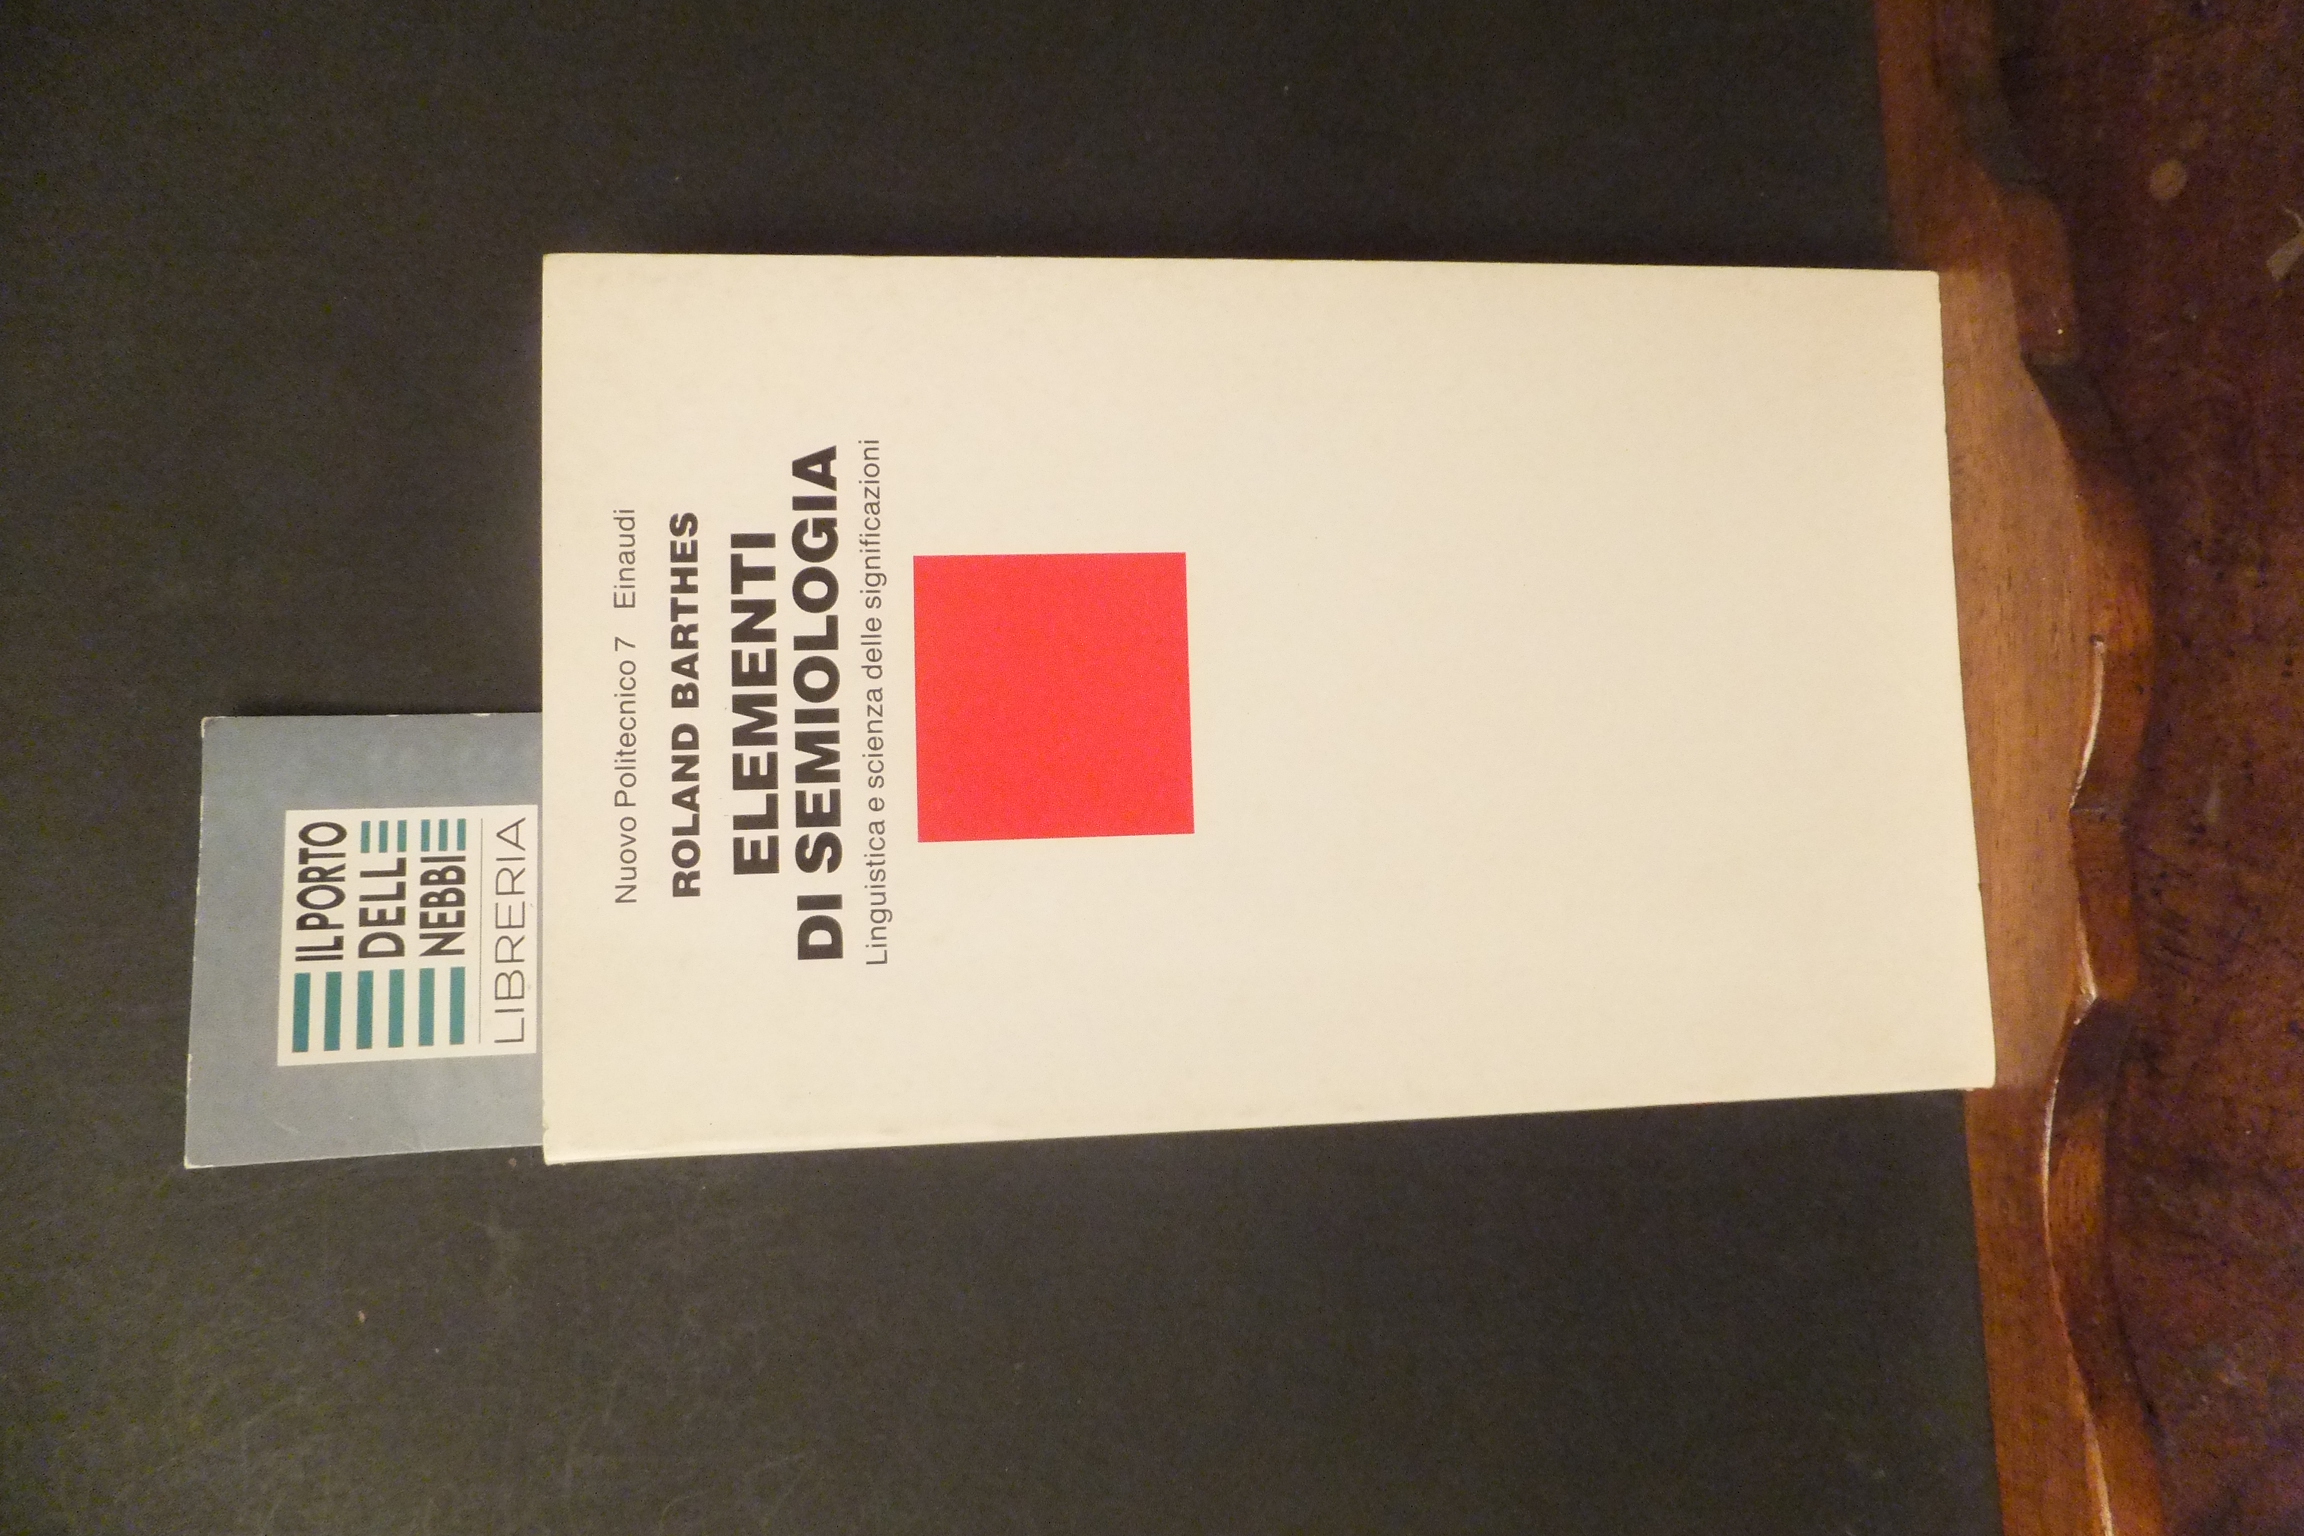 IL PORTO
DELLE
NEBBIE
LIBRERIA
Nuovo Politecnico 7 Einaudi
ROLAND BARTHES
ELEMENTI
DI SEMIOLOGIA
Linguistica e scienza delle significazioni